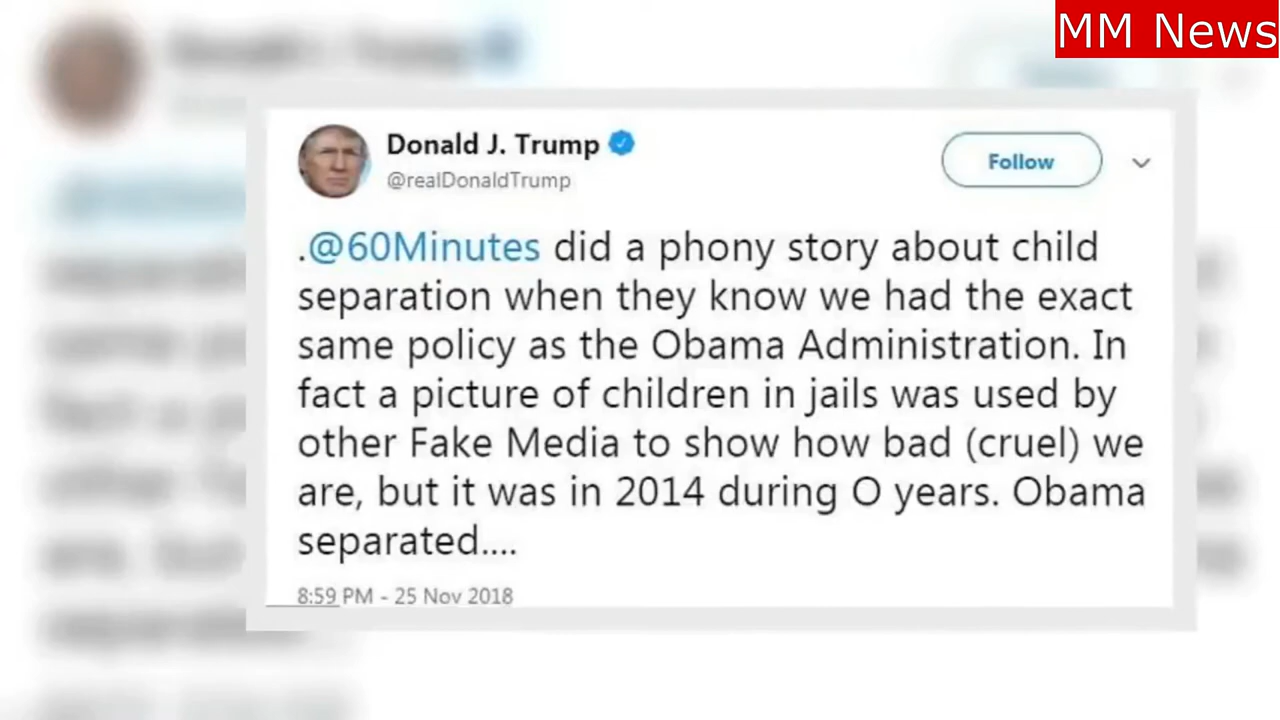 MM News
Donald J. Trump
@realDonaldTrump
Follow
.@60Minutes did a phony story about child
separation when they know we had the exact
same policy as the Obama Administration. In
fact a picture of children in jails was used by
other Fake Media to show how bad (cruel) we
are, but it was in 2014 during O years. Obama
separated....
8:59 PM - 25 Nov 2018